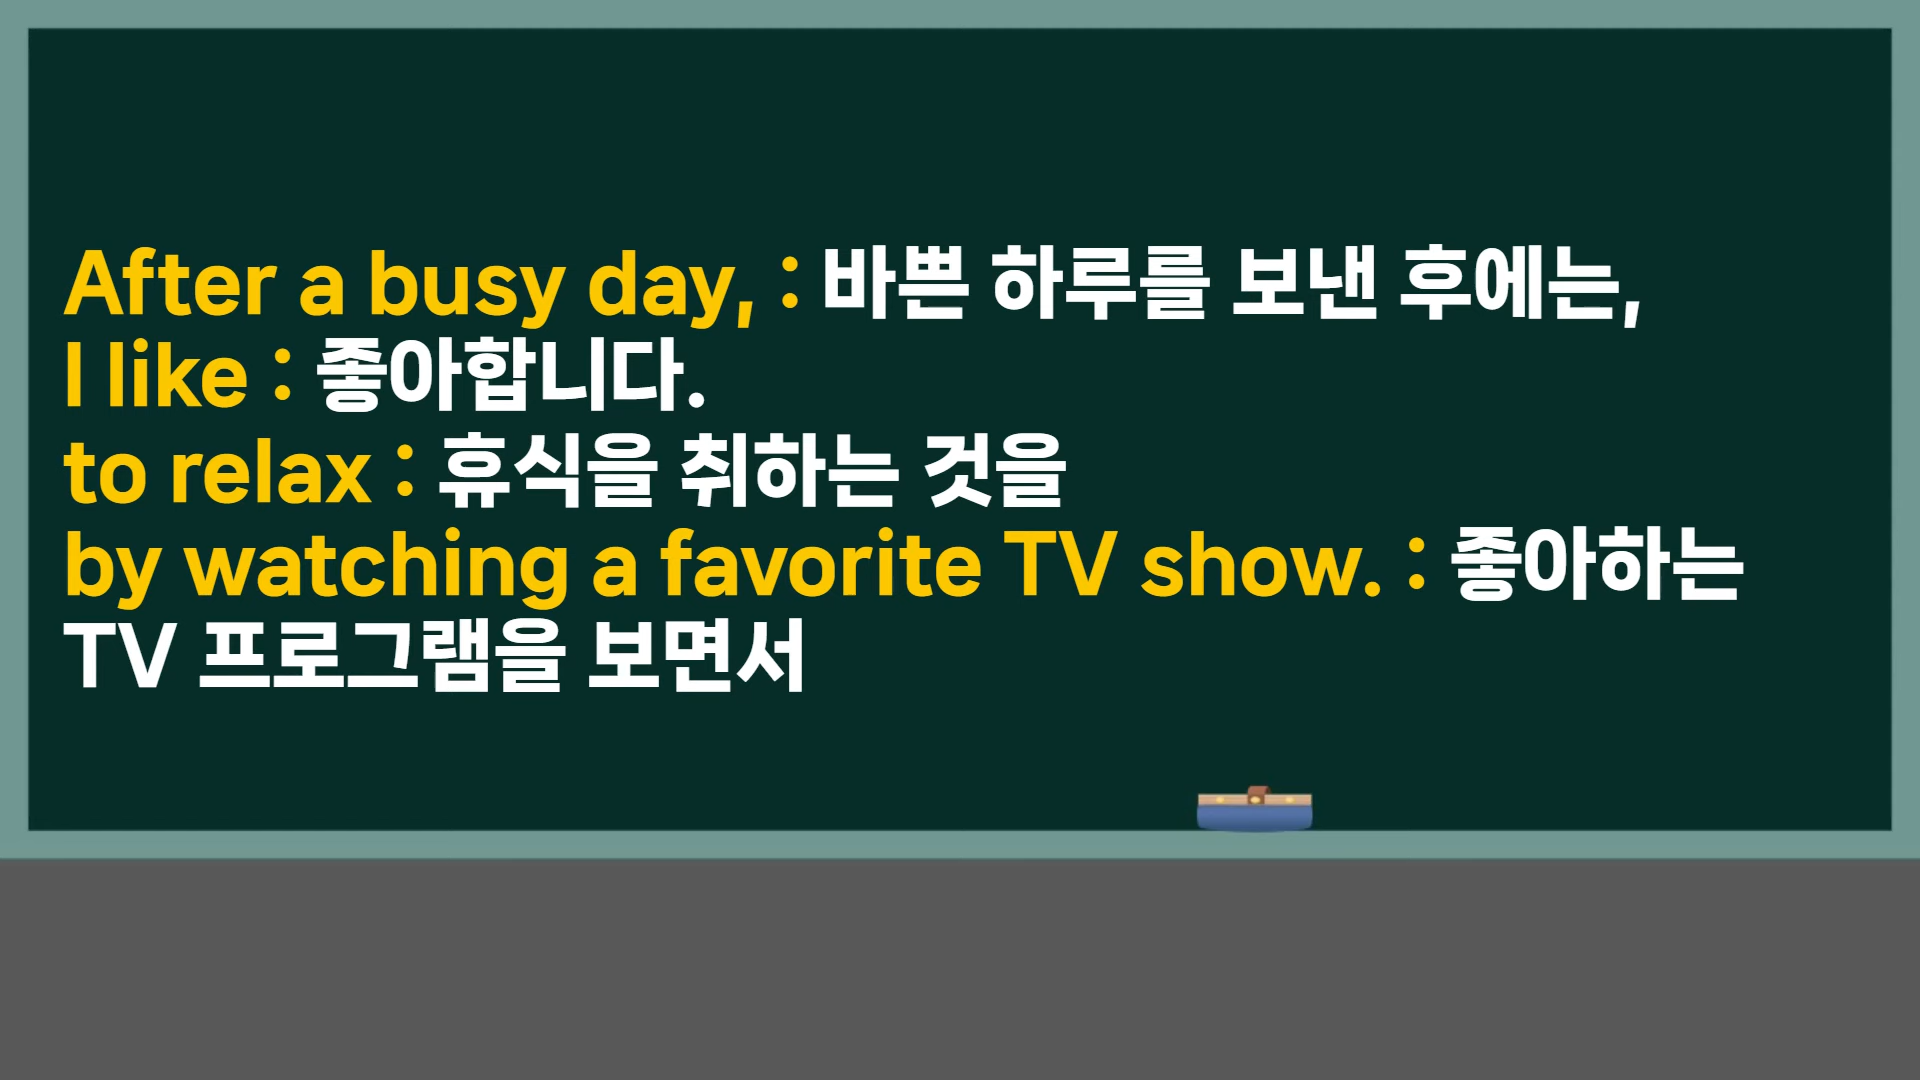 After a busy day, : 바쁜 하루를 보낸 후에는,
I like : 좋아합니다.
to relax : 휴식을 취하는 것을
by watching a favorite TV show. : 좋아하는
TV 프로그램을 보면서